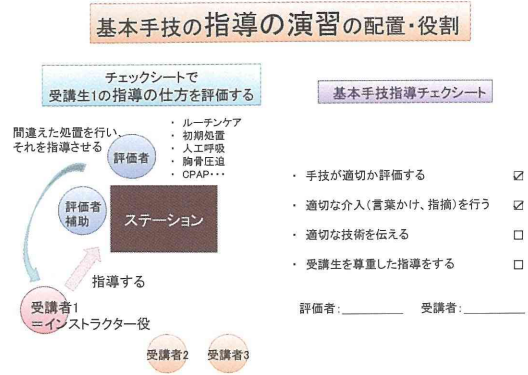 基本手技の指導の演習の配置・役割
チェックシートで
受講生1の指導の仕方を評価する
間違えた処置を行い、
それを指導させる
評価者
・ ルーチンケア
・ 初期処置
・ 人工呼吸
・ 胸骨圧迫
・ CPAP・・・
評価者
補助
ステーション
指導する
受講者1
＝インストラクター役
受講者2
受講者3
基本手技指導チェクシート
・ 手技が適切か評価する ☑
・ 適切な介入(言葉かけ、指摘)を行う ☑
・ 適切な技術を伝える □
・ 受講生を尊重した指導をする □
評価者:________ 受講者:________